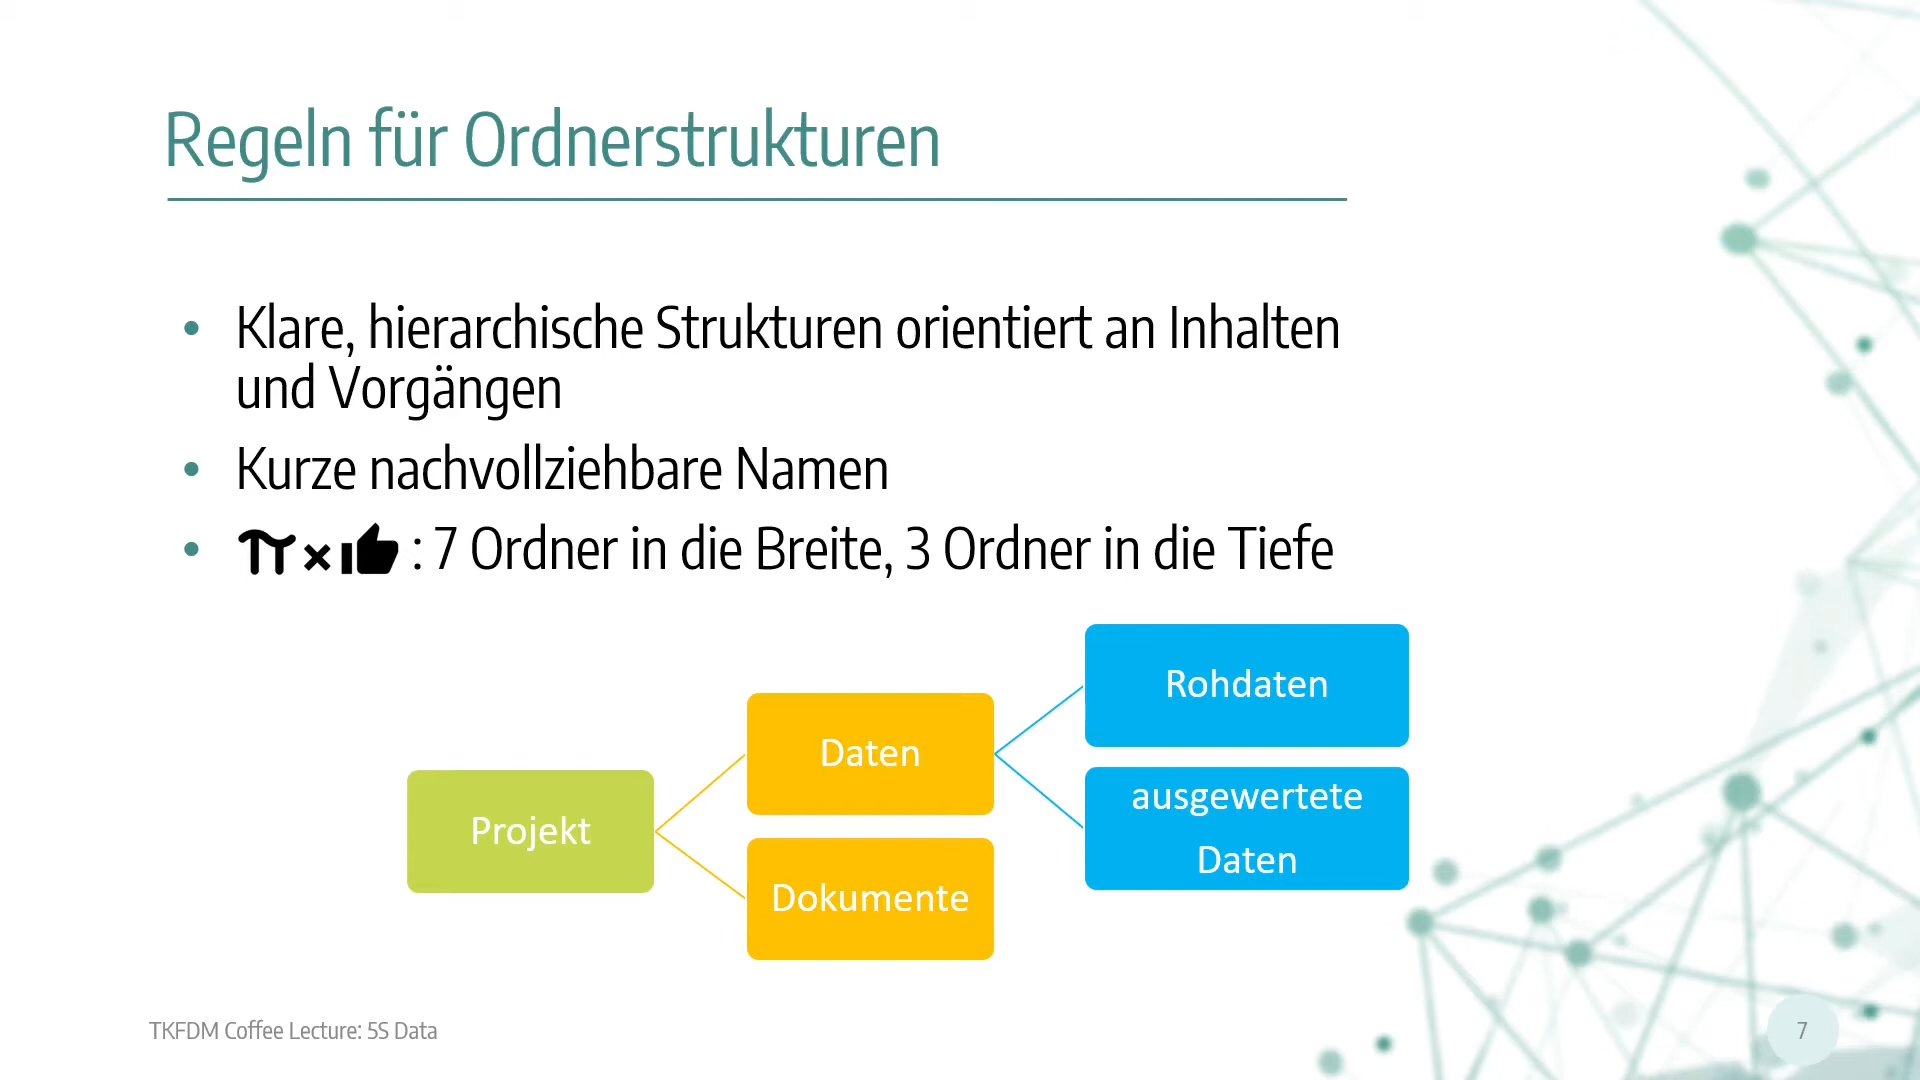 Regeln für Ordnerstrukturen
• Klare, hierarchische Strukturen orientiert an Inhalten
und Vorgängen
• Kurze nachvollziehbare Namen
• π×👍 : 7 Ordner in die Breite, 3 Ordner in die Tiefe
Projekt
Daten
Dokumente
Rohdaten
ausgewertete
Daten
TKFDM Coffee Lecture: 5S Data
7